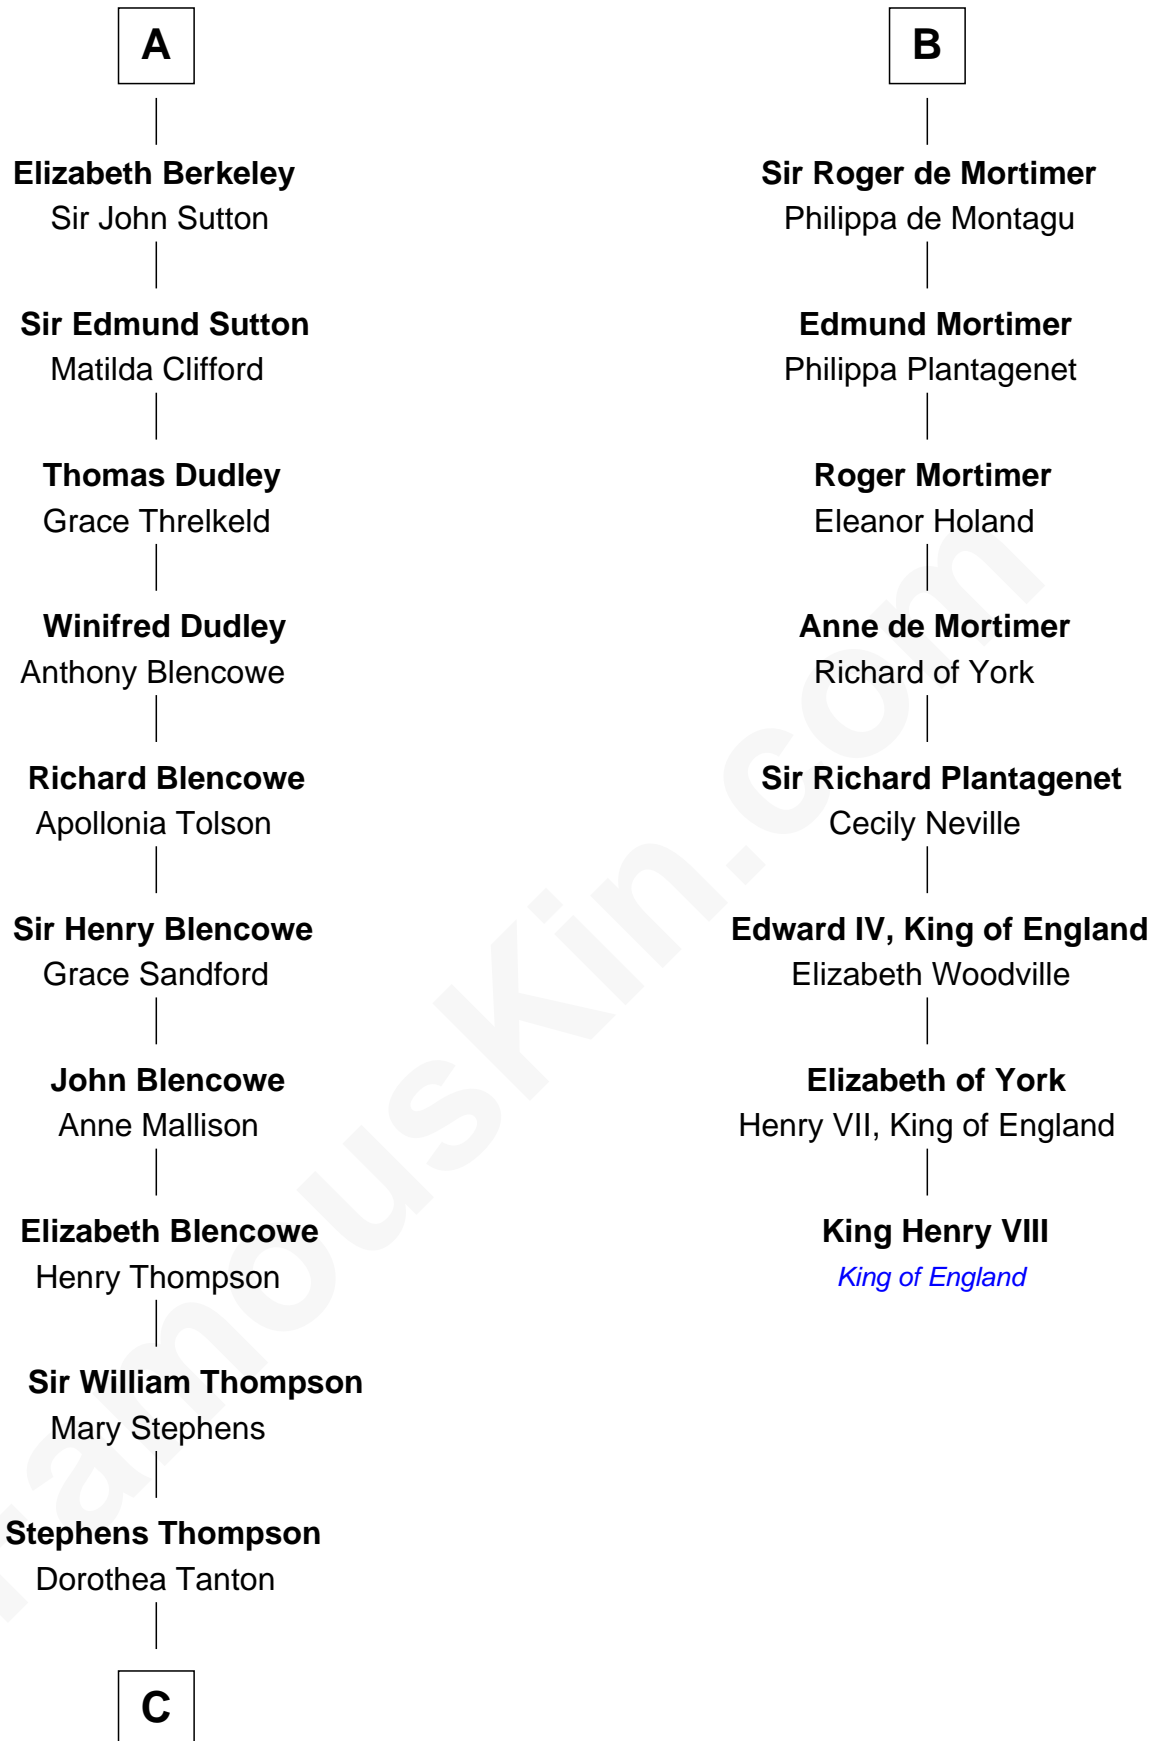 A
Elizabeth Berkeley
Sir John Sutton
Sir Edmund Sutton
Matilda Clifford
Thomas Dudley
Grace Threlkeld
Winifred Dudley
Anthony Blencowe
Richard Blencowe
Apollonia Tolson
Sir Henry Blencowe
Grace Sandford
John Blencowe
Anne Mallison
Elizabeth Blencowe
Henry Thompson
Sir William Thompson
Mary Stephens
Stephens Thompson
Dorothea Tanton
C
B
Sir Roger de Mortimer
Philippa de Montagu
Edmund Mortimer
Philippa Plantagenet
Roger Mortimer
Eleanor Holand
Anne de Mortimer
Richard of York
Sir Richard Plantagenet
Cecily Neville
Edward IV, King of England
Elizabeth Woodville
Elizabeth of York
Henry VII, King of England
King Henry VIII
King of England
FamousKin.com